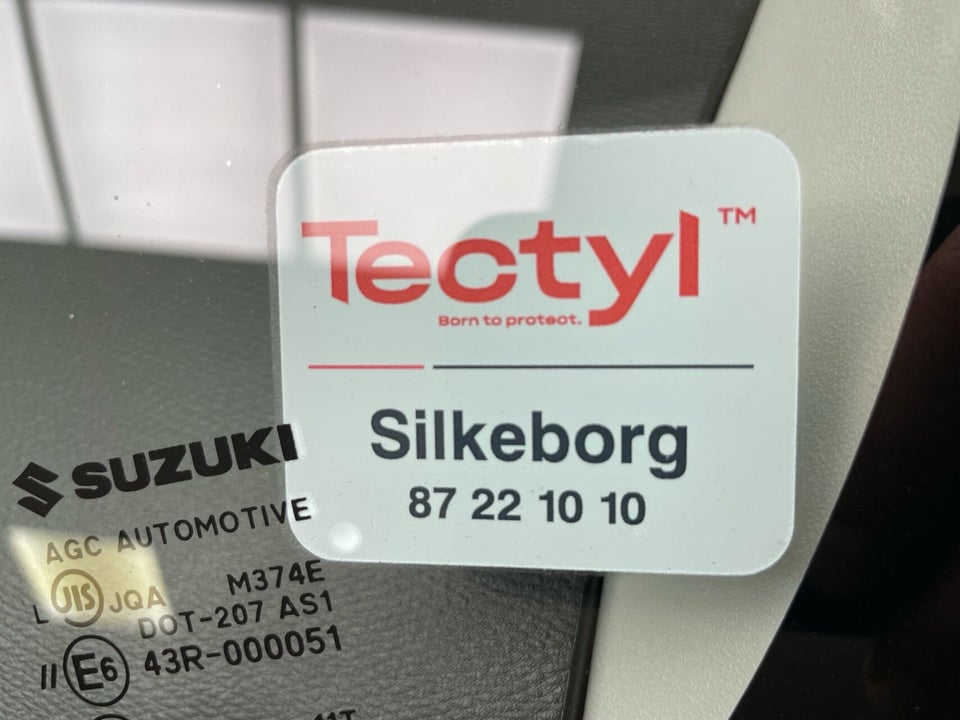 Tectyl™
Born to protect.
Silkeborg
87 22 10 10
SUZUKI
AGC AUTOMOTIVE
M374E
L JIS JQA
DOT-207 AS1
II E6 43R-000051